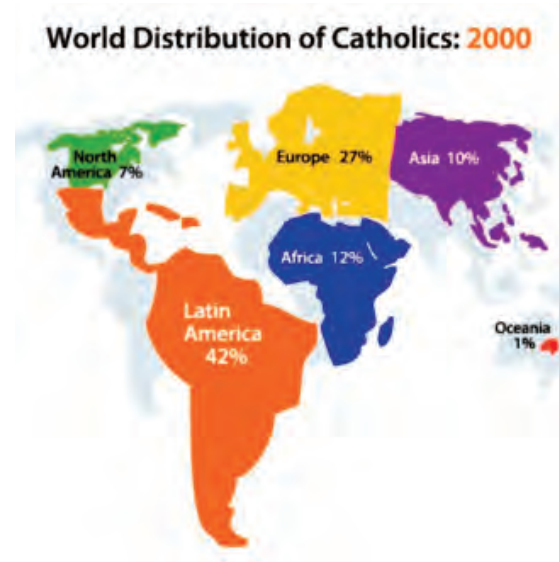 World Distribution of Catholics: 2000
North
America 7%
Europe 27%
Asia 10%
Africa 12%
Latin
America
42%
Oceania
1%